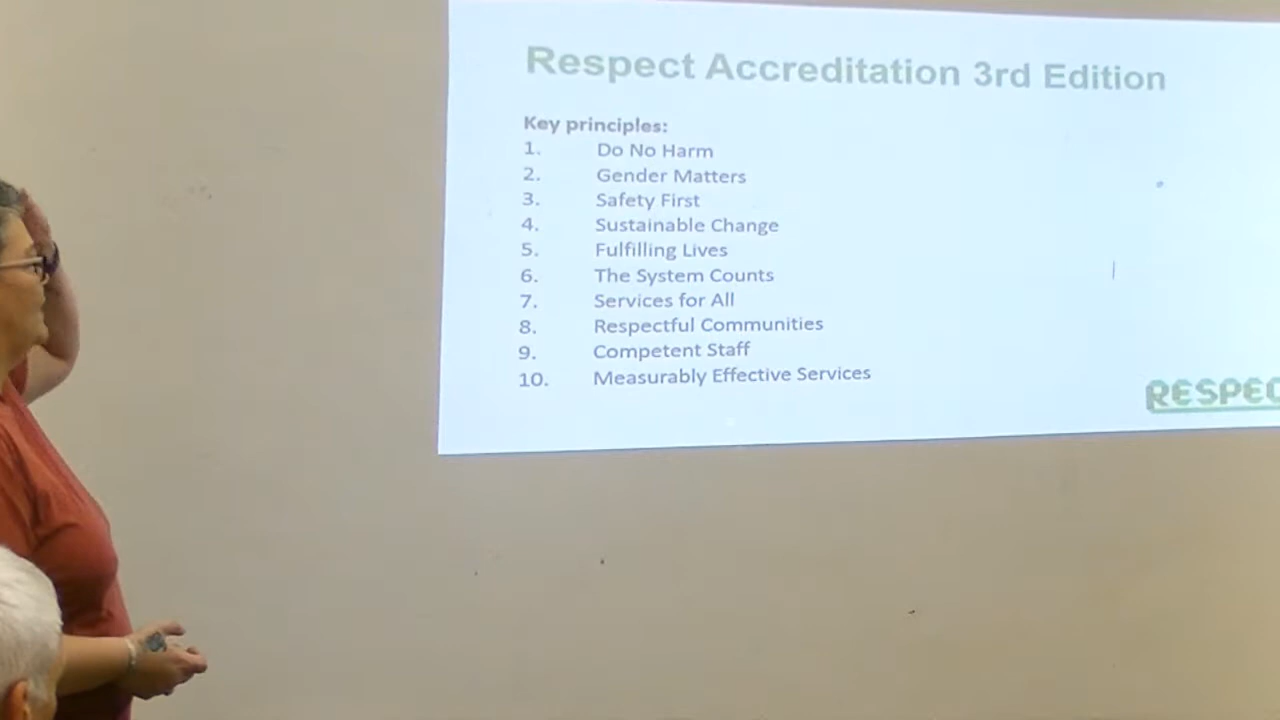 Respect Accreditation 3rd Edition
Key principles:
1. Do No Harm
2. Gender Matters
3. Safety First
4. Sustainable Change
5. Fulfilling Lives
6. The System Counts
7. Services for All
8. Respectful Communities
9. Competent Staff
10. Measurably Effective Services
RESPEC